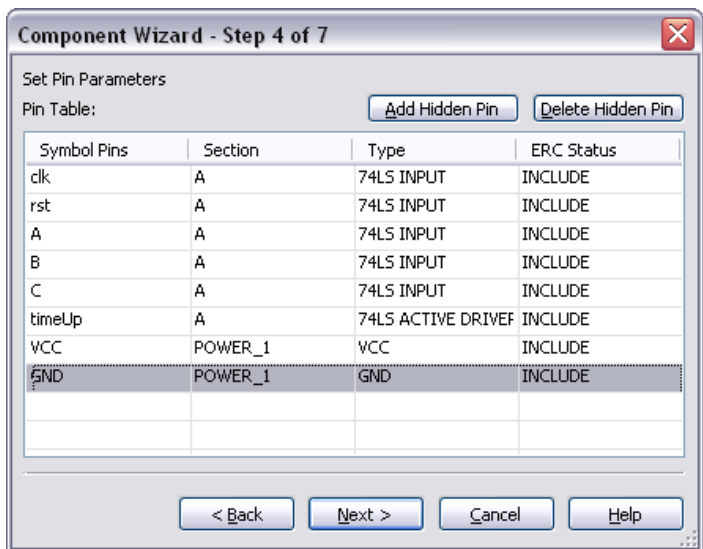 Component Wizard - Step 4 of 7
Set Pin Parameters
Pin Table: Add Hidden Pin Delete Hidden Pin
Symbol Pins Section Type ERC Status
clk A 74LS INPUT INCLUDE
rst A 74LS INPUT INCLUDE
A A 74LS INPUT INCLUDE
B A 74LS INPUT INCLUDE
C A 74LS INPUT INCLUDE
timeUp A 74LS ACTIVE DRIVER INCLUDE
VCC POWER_1 VCC INCLUDE
GND POWER_1 GND INCLUDE
< Back Next > Cancel Help